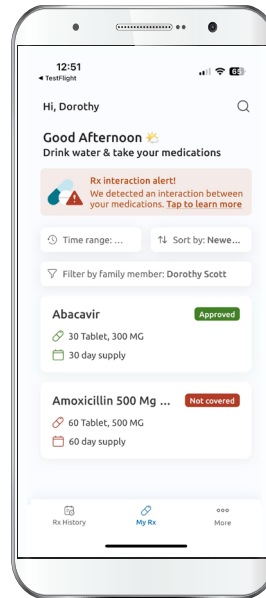 12:51
◀ TestFlight
63
Hi, Dorothy
Good Afternoon
Drink water & take your medications
Rx interaction alert!
We detected an interaction between
your medications. Tap to learn more
Time range: ...
Sort by: Newe...
Filter by family member: Dorothy Scott
Abacavir
Approved
30 Tablet, 300 MG
30 day supply
Amoxicillin 500 Mg ...
Not covered
60 Tablet, 500 MG
60 day supply
Rx History
My Rx
More